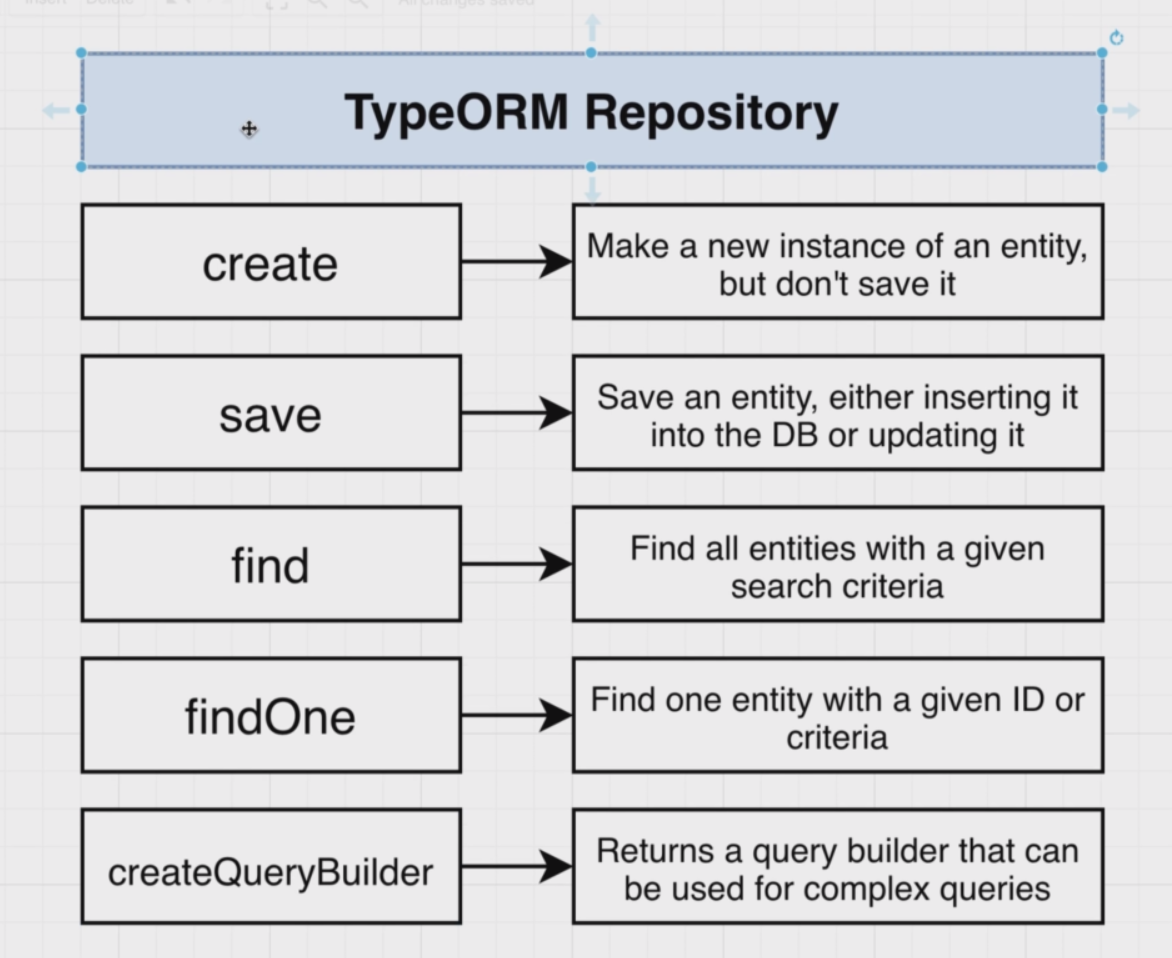 Insert
Delete
All changes saved
TypeORM Repository
create
Make a new instance of an entity,
but don't save it
save
Save an entity, either inserting it
into the DB or updating it
find
Find all entities with a given
search criteria
findOne
Find one entity with a given ID or
criteria
createQueryBuilder
Returns a query builder that can
be used for complex queries